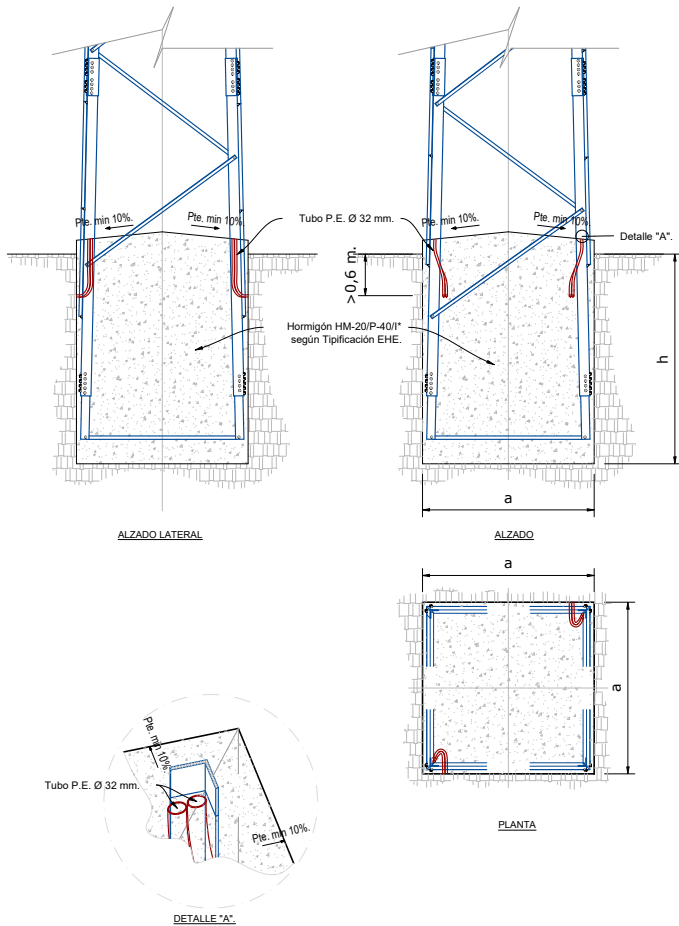 Pte. min 10%.
Pte. min 10%.
Tubo P.E. Ø 32 mm.
Pte. min 10%.
Pte. min 10%.
Detalle "A".
>0,6 m.
Hormigón HM-20/P-40/I*
según Tipificación EHE.
h
a
ALZADO LATERAL
ALZADO
a
a
PLANTA
Pte. min 10%.
Tubo P.E. Ø 32 mm.
Pte. min 10%.
DETALLE "A".